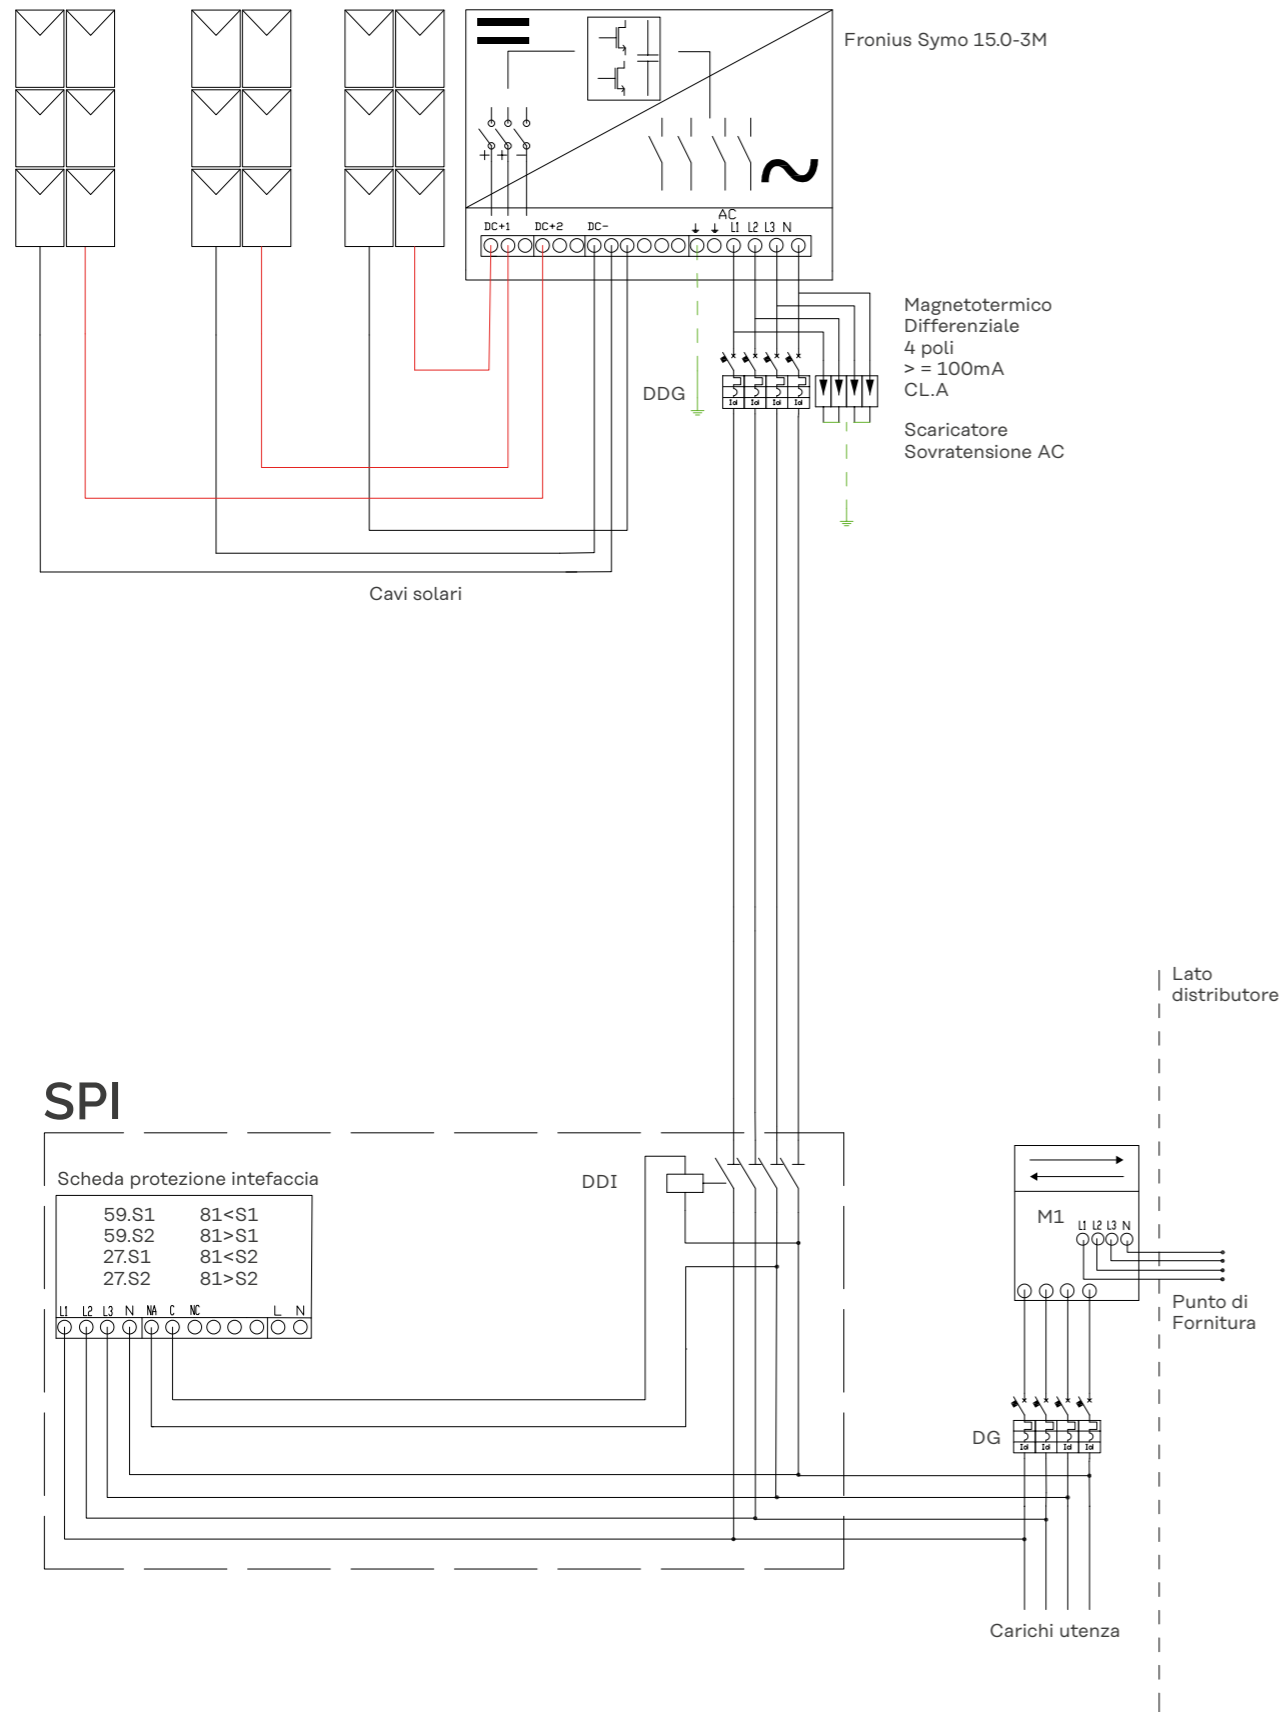 Fronius Symo 15.0-3M
+ + −
AC
DC+1 DC+2 DC- L1 L2 L3 N
Magnetotermico
Differenziale
4 poli
> = 100mA
CL.A
DDG
Scaricatore
Sovratensione AC
Cavi solari
Lato
distributore
SPI
Scheda protezione intefaccia
DDI
59.S1 81<S1
59.S2 81>S1
27.S1 81<S2
27.S2 81>S2
L1 L2 L3 N NA C NC L N
M1
L1 L2 L3 N
Punto di
Fornitura
DG
Carichi utenza